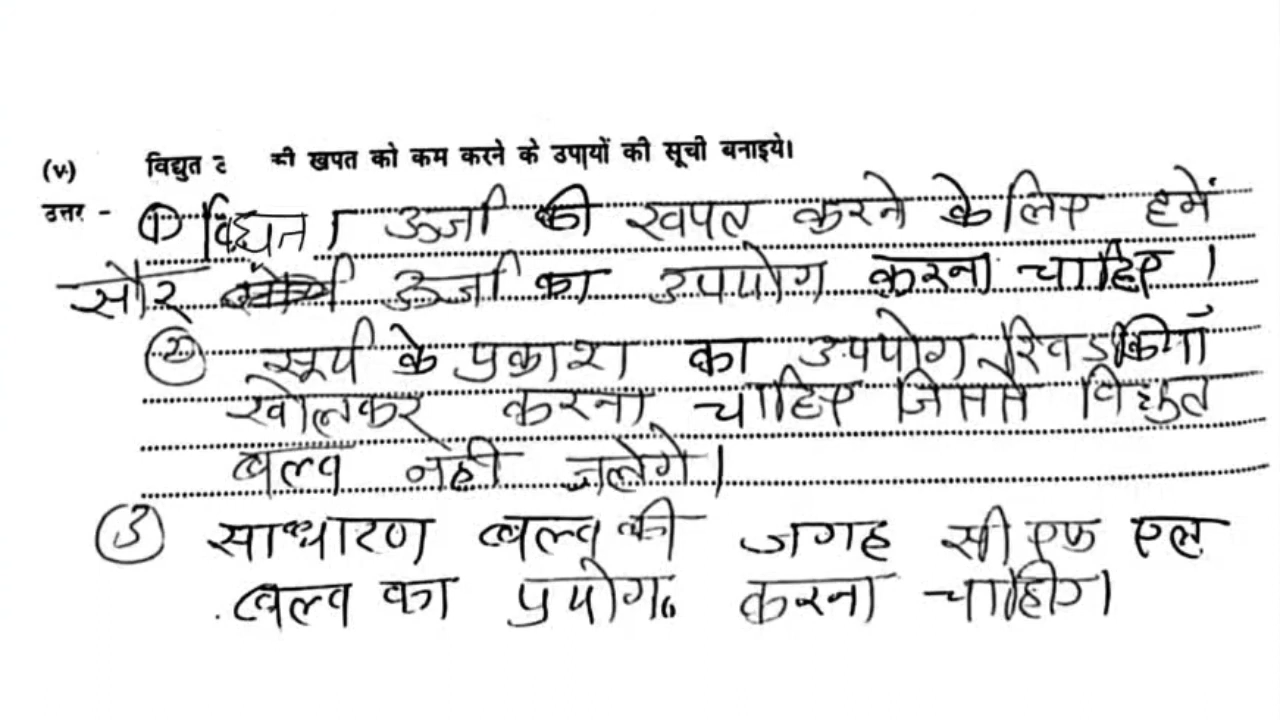 (v) विद्युत की खपत को कम करने के उपायों की सूची बनाइये।
उत्तर - ① विद्युत। ऊर्जा की खपत करने के लिए हमें
सौर ऊर्जा का उपयोग करना चाहिए।
② सूर्य के प्रकाश का उपयोग खिडकियाँ
खोलकर करना चाहिए जिससे विद्युत
बल्ब नही जलेगे।
③ साधारण बल्ब की जगह सी एफ एल
बल्ब का प्रयोग करना चाहिए।